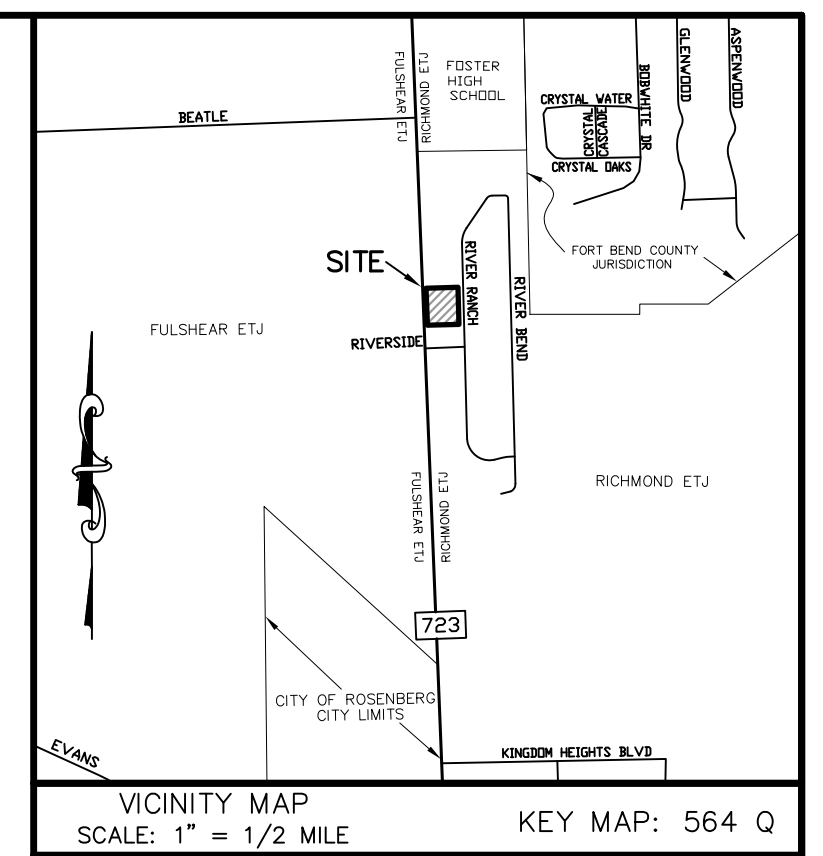 FULSHEAR ETJ
RICHMOND ETJ
FOSTER
HIGH
SCHOOL
GLENWOOD
ASPENWOOD
BOBWHITE DR
CRYSTAL WATER
CRYSTAL
CASCADE
CRYSTAL OAKS
BEATLE
FORT BEND COUNTY
JURISDICTION
SITE
RIVER RANCH
RIVER BEND
FULSHEAR ETJ
RIVERSIDE
RICHMOND ETJ
FULSHEAR ETJ
RICHMOND ETJ
723
CITY OF ROSENBERG
CITY LIMITS
EVANS
KINGDOM HEIGHTS BLVD
VICINITY MAP
SCALE: 1" = 1/2 MILE
KEY MAP: 564 Q